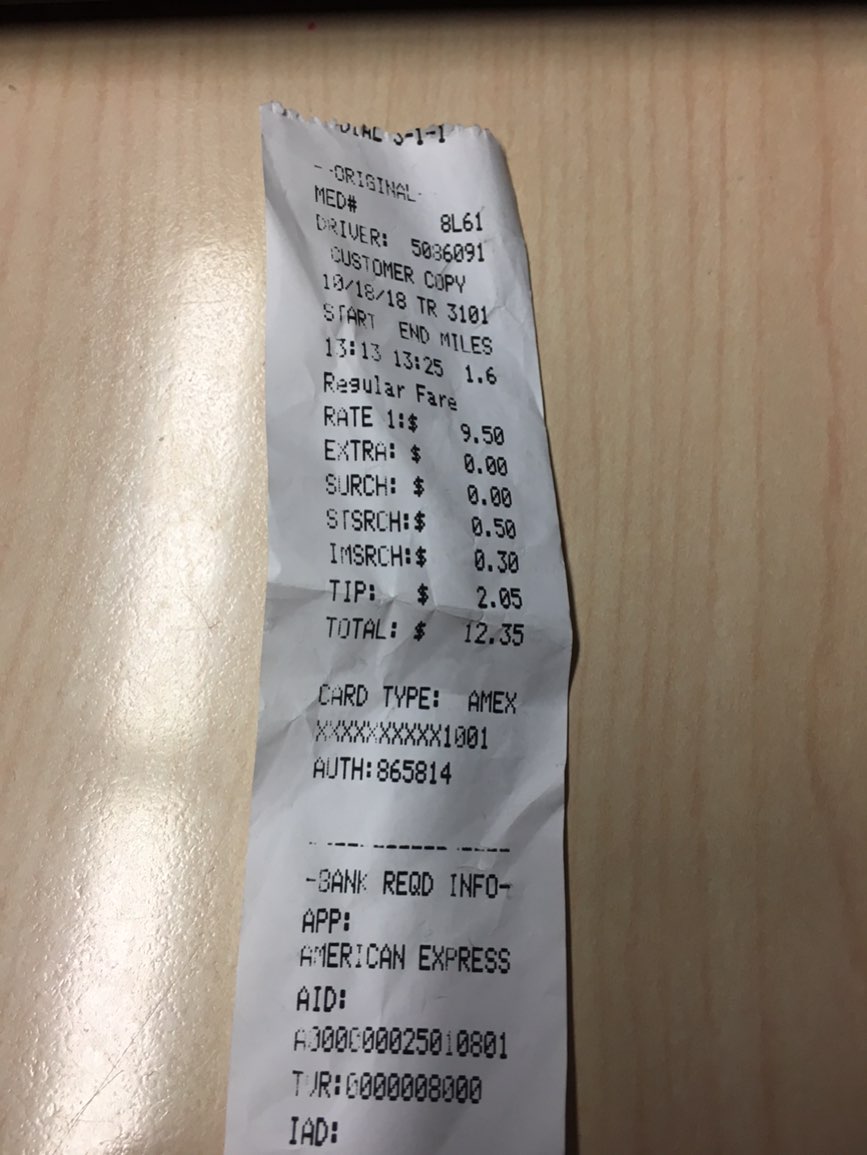 DIAL 3-1-1
--ORIGINAL-
MED# 8L61
DRIVER: 5086091
CUSTOMER COPY
10/18/18 TR 3101
START END MILES
13:13 13:25 1.6
Regular Fare
RATE 1:$ 9.50
EXTRA: $ 0.00
SURCH: $ 0.00
STSRCH:$ 0.50
IMSRCH:$ 0.30
TIP: $ 2.05
TOTAL: $ 12.35
CARD TYPE: AMEX
XXXXXXXXXX1001
AUTH:865814
-BANK REQD INFO-
APP:
AMERICAN EXPRESS
AID:
A000000025010801
TVR:0000008000
IAD: